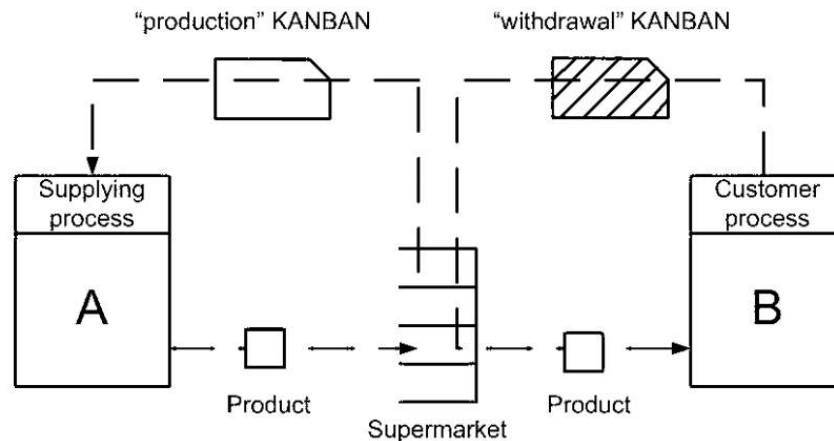 “production” KANBAN
“withdrawal” KANBAN
Supplying
process
Customer
process
A
B
Product
Product
Supermarket